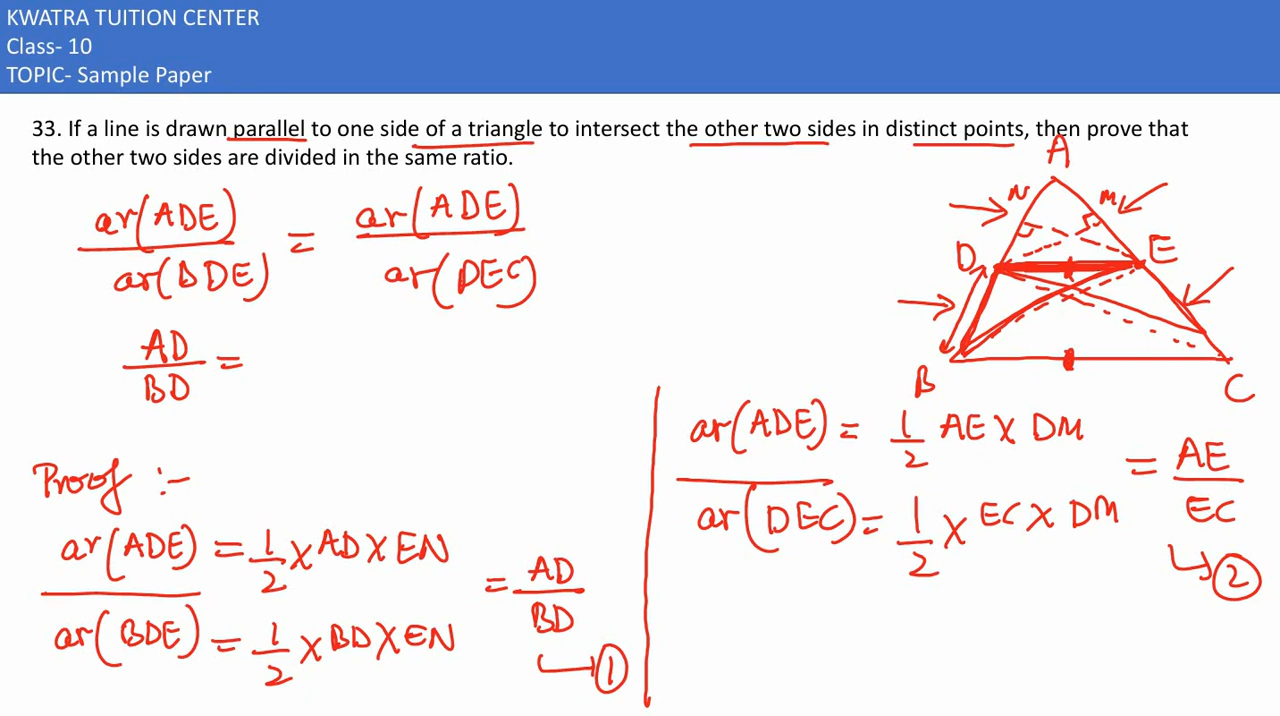 KWATRA TUITION CENTER
Class- 10
TOPIC- Sample Paper
33. If a line is drawn parallel to one side of a triangle to intersect the other two sides in distinct points, then prove that
the other two sides are divided in the same ratio.
ar(ADE) / ar(BDE) = ar(ADE) / ar(DEC)
AD / BD =
A
N
M
D
E
B
C
Proof :-
ar(ADE) = 1/2 X AD X EN
ar(BDE) = 1/2 X BD X EN
= AD / BD
1
ar(ADE) = 1/2 AE X DM
ar(DEC) = 1/2 X EC X DM
= AE / EC
2